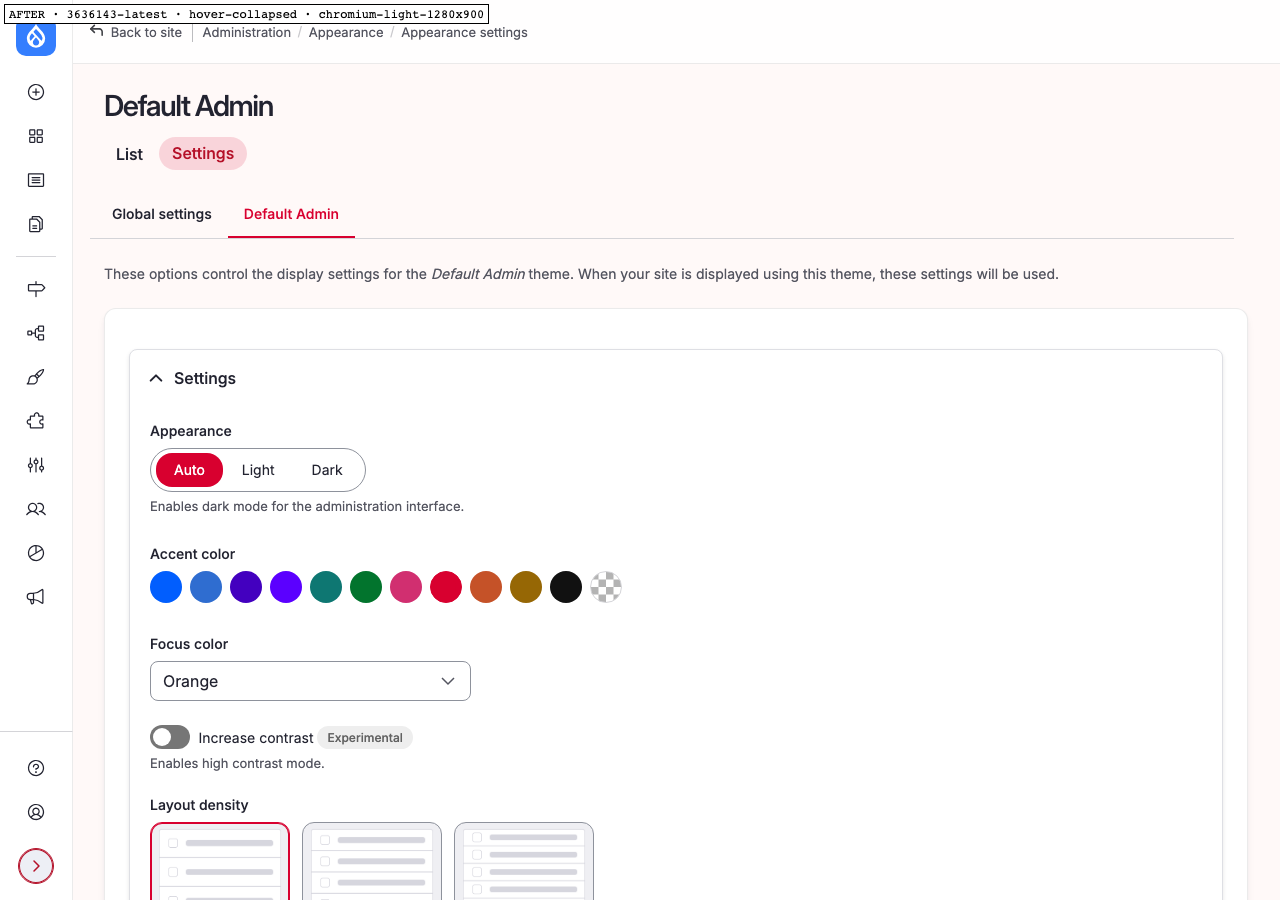 AFTER · 3636143-latest · hover-collapsed · chromium-light-1280x900
Back to site Administration / Appearance / Appearance settings
Default Admin
List Settings
Global settings Default Admin
These options control the display settings for the Default Admin theme. When your site is displayed using this theme, these settings will be used.
Settings
Appearance
Auto Light Dark
Enables dark mode for the administration interface.
Accent color
Focus color
Orange
Increase contrast Experimental
Enables high contrast mode.
Layout density